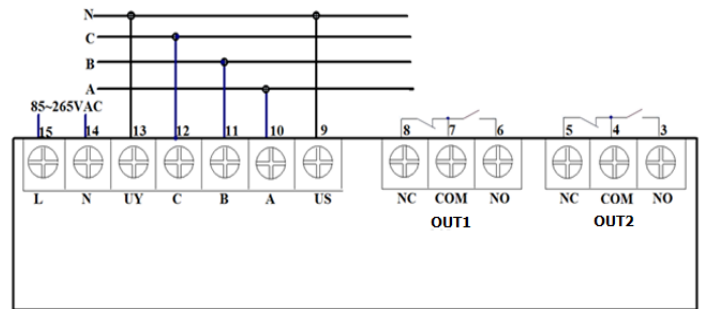 N
C
B
A
85~265VAC
15 14 13 12 11 10 9 8 7 6 5 4 3
L N UY C B A US NC COM NO NC COM NO
OUT1 OUT2